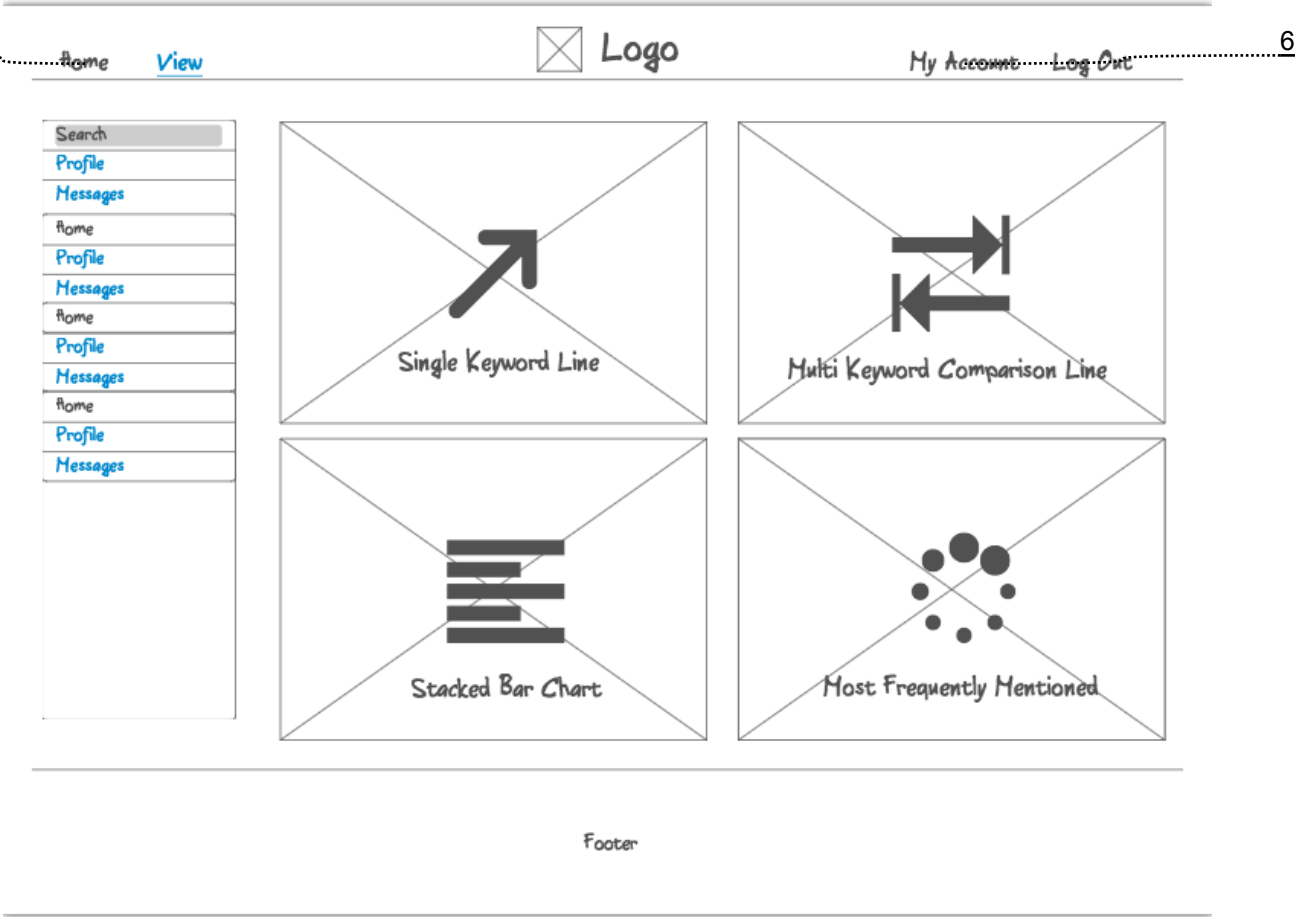 Home View Logo My Account Log Out 6
Search
Profile
Messages
Home
Profile
Messages
Home
Profile
Messages
Home
Profile
Messages
Single Keyword Line
Multi Keyword Comparison Line
Stacked Bar Chart
Most Frequently Mentioned
Footer